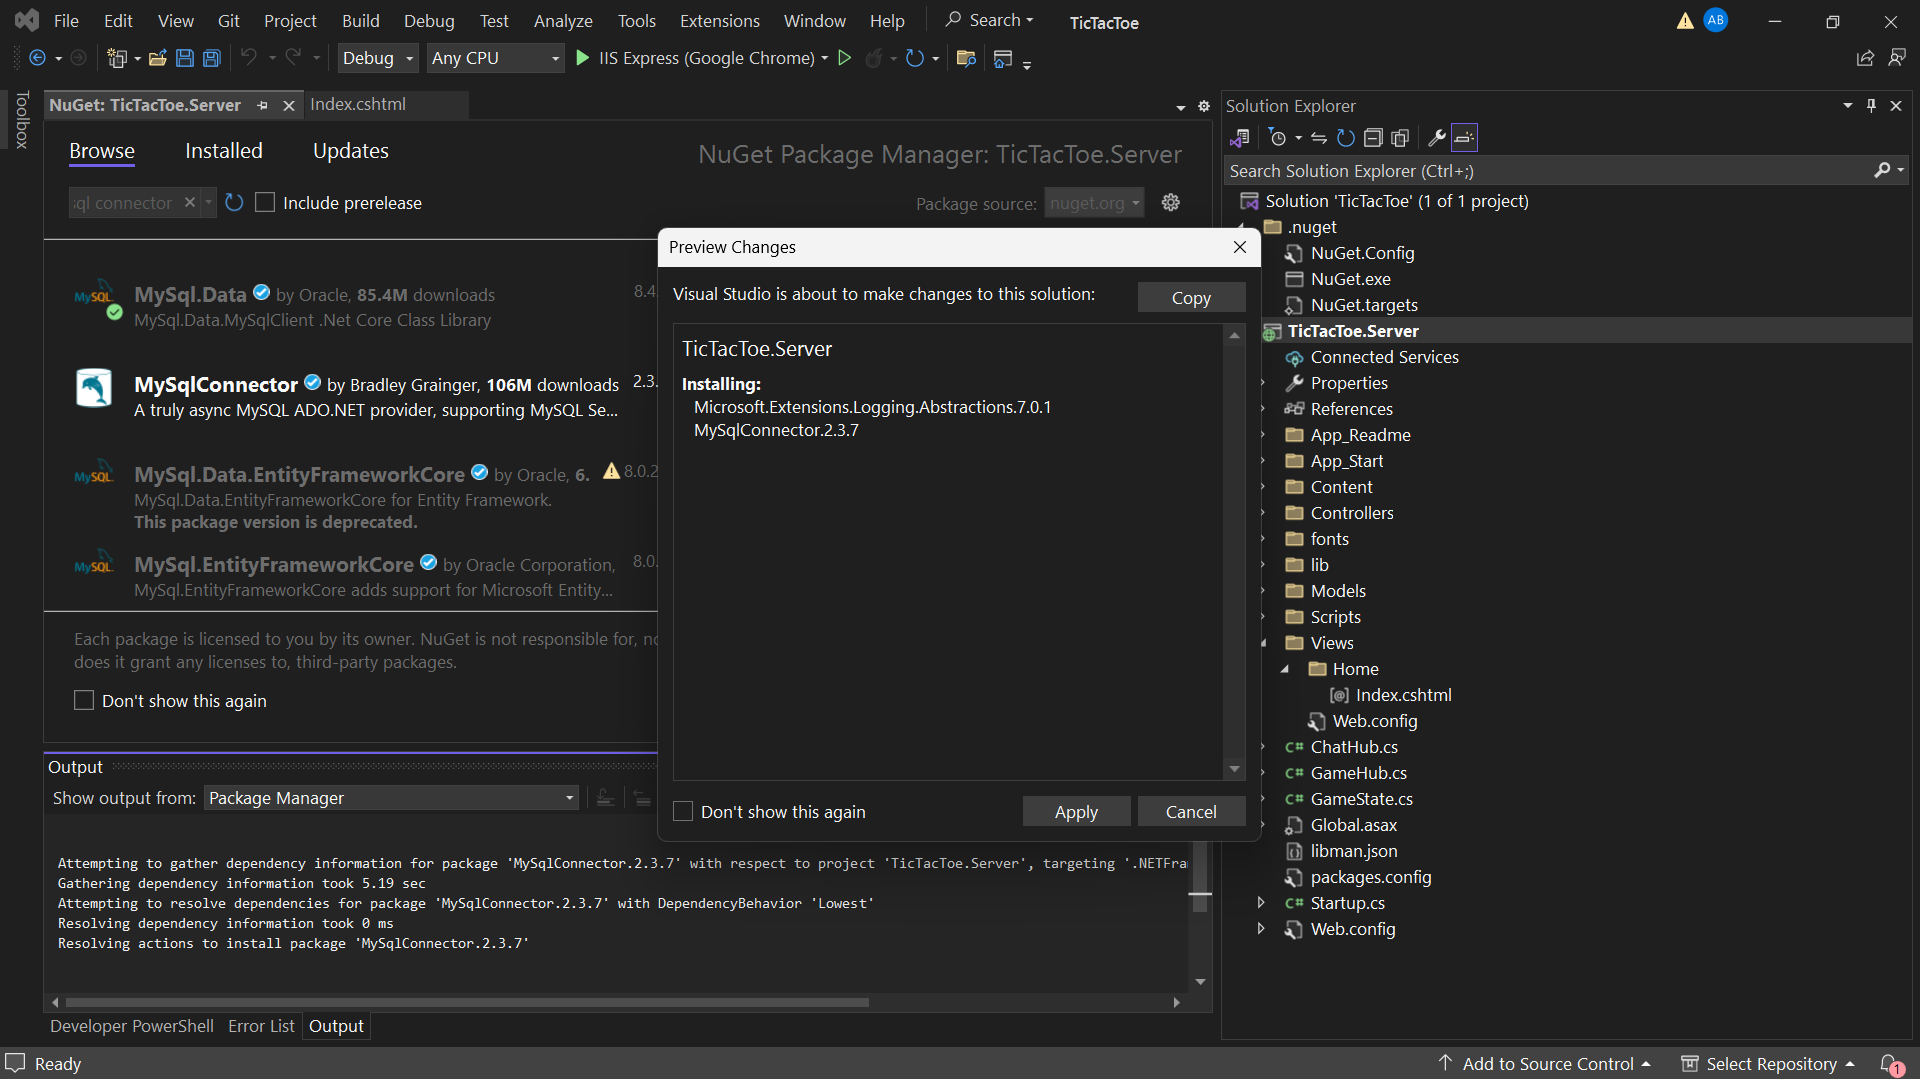 File Edit View Git Project Build Debug Test Analyze Tools Extensions Window Help Search TicTacToe AB
Debug Any CPU IIS Express (Google Chrome)
Toolbox
NuGet: TicTacToe.Server Index.cshtml
Browse Installed Updates NuGet Package Manager: TicTacToe.Server
ql connector Include prerelease Package source: nuget.org
MySQL MySql.Data by Oracle, 85.4M downloads 8.4.
MySql.Data.MySqlClient .Net Core Class Library
MySqlConnector by Bradley Grainger, 106M downloads 2.3.
A truly async MySQL ADO.NET provider, supporting MySQL Se...
MySQL MySql.Data.EntityFrameworkCore by Oracle, 6. 8.0.2
MySql.Data.EntityFrameworkCore for Entity Framework.
This package version is deprecated.
MySQL MySql.EntityFrameworkCore by Oracle Corporation, 8.0.
MySql.EntityFrameworkCore adds support for Microsoft Entity...
Each package is licensed to you by its owner. NuGet is not responsible for, no
does it grant any licenses to, third-party packages.
Don't show this again
Preview Changes
Visual Studio is about to make changes to this solution: Copy
TicTacToe.Server
Installing:
Microsoft.Extensions.Logging.Abstractions.7.0.1
MySqlConnector.2.3.7
Don't show this again Apply Cancel
Output
Show output from: Package Manager
Attempting to gather dependency information for package 'MySqlConnector.2.3.7' with respect to project 'TicTacToe.Server', targeting '.NETFra
Gathering dependency information took 5.19 sec
Attempting to resolve dependencies for package 'MySqlConnector.2.3.7' with DependencyBehavior 'Lowest'
Resolving dependency information took 0 ms
Resolving actions to install package 'MySqlConnector.2.3.7'
Developer PowerShell Error List Output
Solution Explorer
Search Solution Explorer (Ctrl+;)
Solution 'TicTacToe' (1 of 1 project)
.nuget
NuGet.Config
NuGet.exe
NuGet.targets
TicTacToe.Server
Connected Services
Properties
References
App_Readme
App_Start
Content
Controllers
fonts
lib
Models
Scripts
Views
Home
[@] Index.cshtml
Web.config
C# ChatHub.cs
C# GameHub.cs
C# GameState.cs
Global.asax
libman.json
packages.config
C# Startup.cs
Web.config
Ready Add to Source Control Select Repository 1